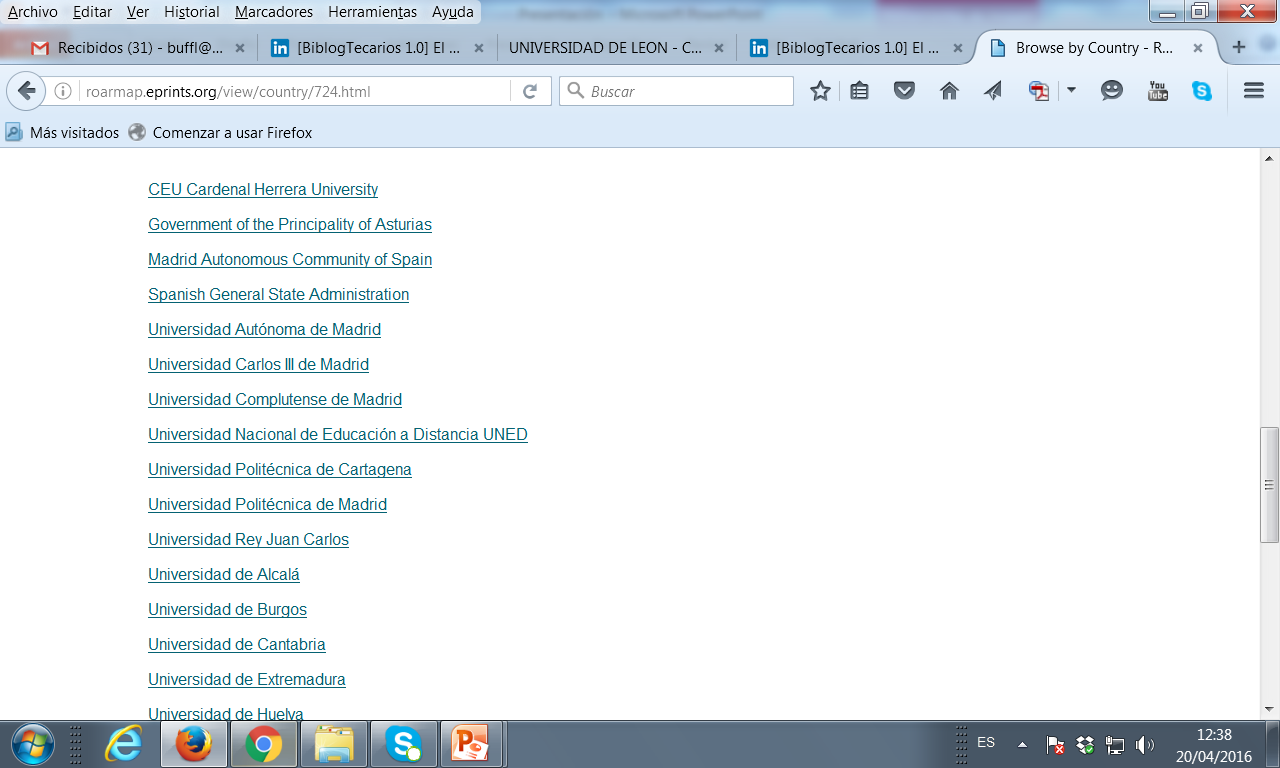 Archivo Editar Ver Historial Marcadores Herramientas Ayuda
Recibidos (31) - buffl@... [BiblogTecarios 1.0] El ... UNIVERSIDAD DE LEON - C... [BiblogTecarios 1.0] El ... Browse by Country - R...
roarmap.eprints.org/view/country/724.html Buscar You Tube
Más visitados Comenzar a usar Firefox
CEU Cardenal Herrera University
Government of the Principality of Asturias
Madrid Autonomous Community of Spain
Spanish General State Administration
Universidad Autónoma de Madrid
Universidad Carlos III de Madrid
Universidad Complutense de Madrid
Universidad Nacional de Educación a Distancia UNED
Universidad Politécnica de Cartagena
Universidad Politécnica de Madrid
Universidad Rey Juan Carlos
Universidad de Alcalá
Universidad de Burgos
Universidad de Cantabria
Universidad de Extremadura
Universidad de Huelva
ES 12:38
20/04/2016